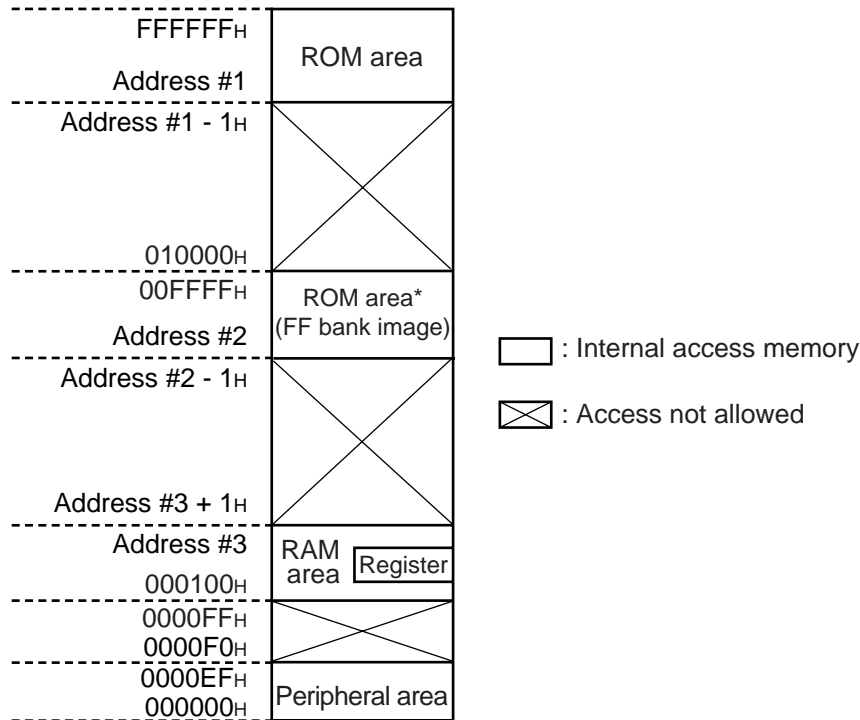 FFFFFFH
ROM area
Address #1
Address #1 - 1H
010000H
00FFFFH
ROM area*
(FF bank image)
Address #2
Address #2 - 1H
: Internal access memory
: Access not allowed
Address #3 + 1H
Address #3
RAM
area
Register
000100H
0000FFH
0000F0H
0000EFH
Peripheral area
000000H